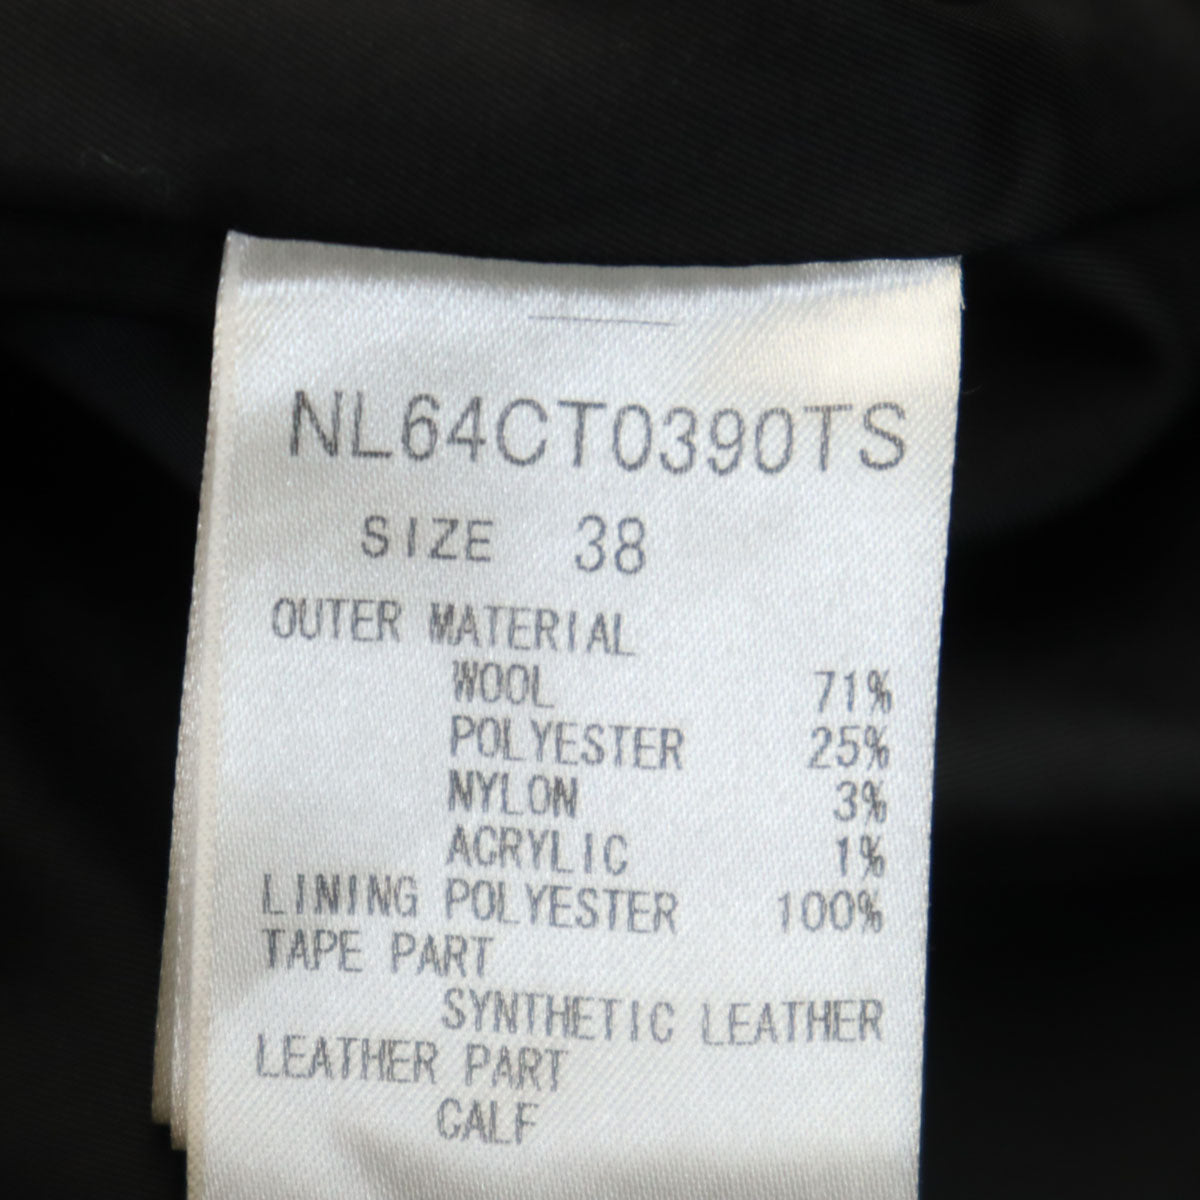 NL64CT0390TS
SIZE 38
OUTER MATERIAL
WOOL 71%
POLYESTER 25%
NYLON 3%
ACRYLIC 1%
LINING POLYESTER 100%
TAPE PART
SYNTHETIC LEATHER
LEATHER PART
CALF